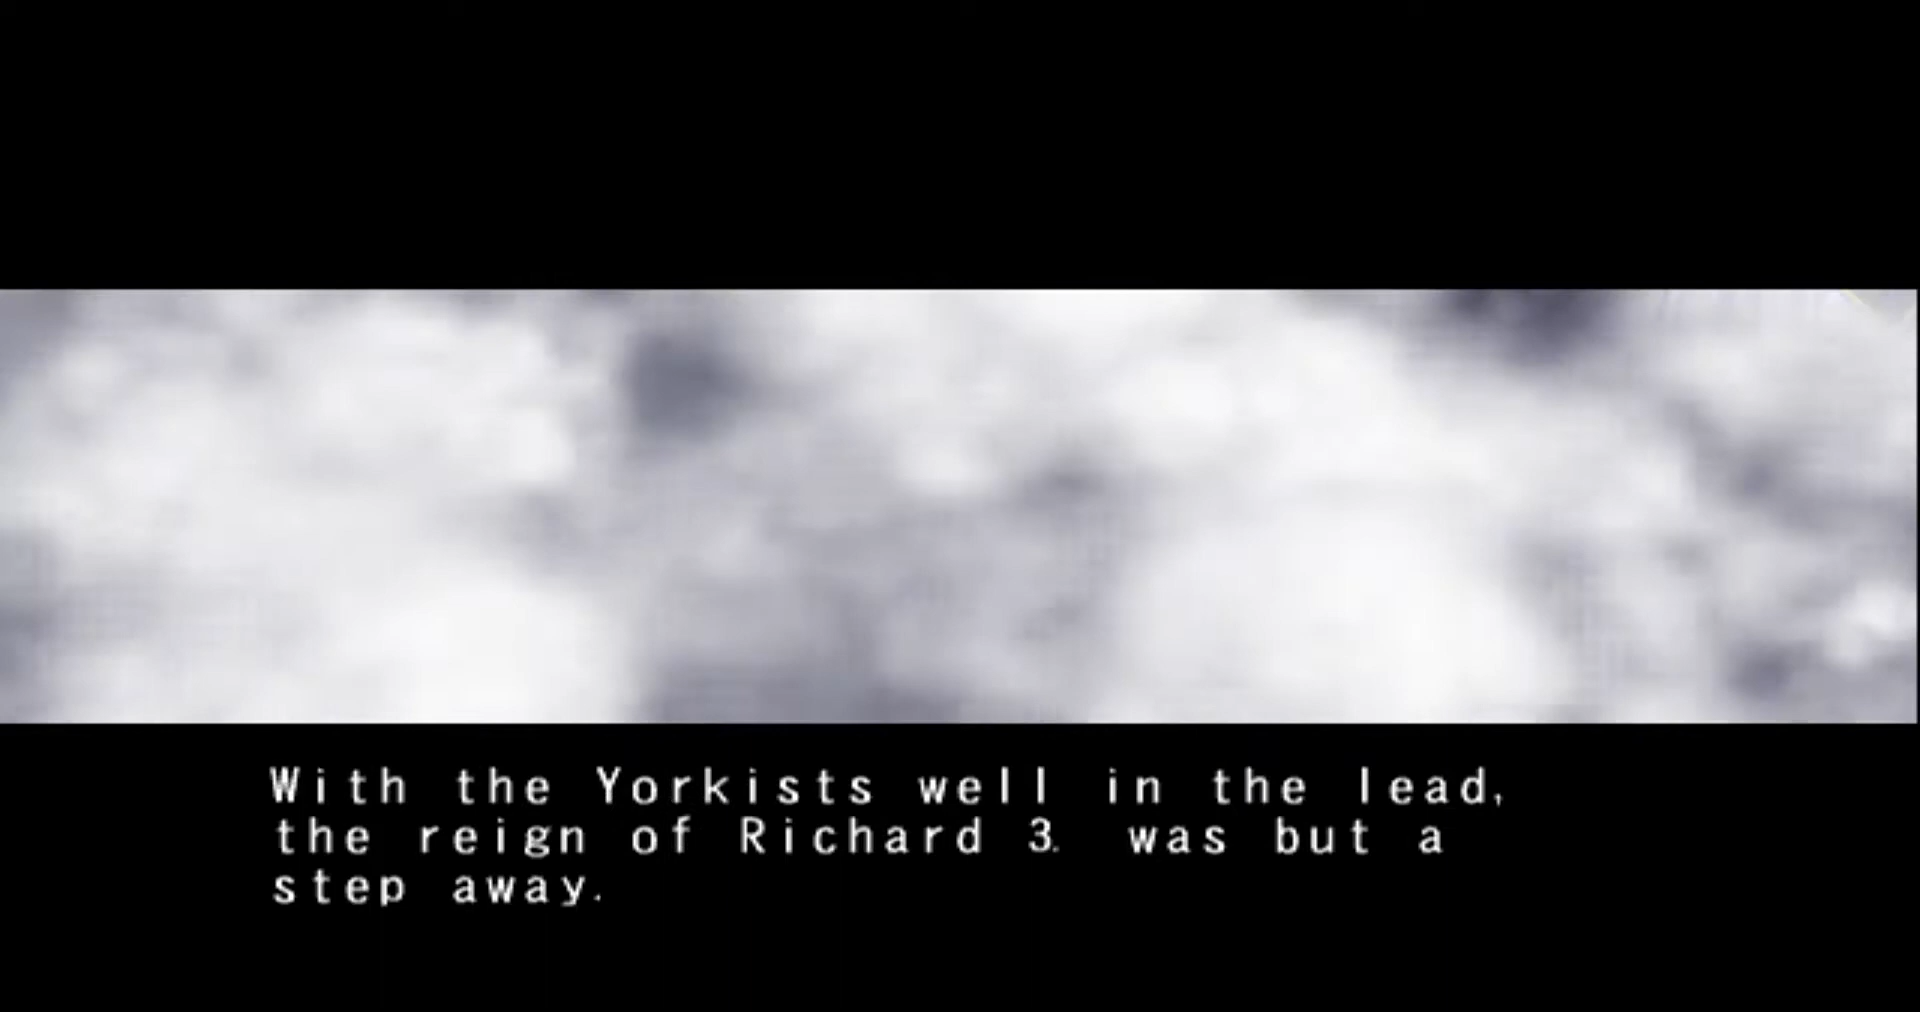 With the Yorkists well in the lead,
the reign of Richard 3. was but a
step away.